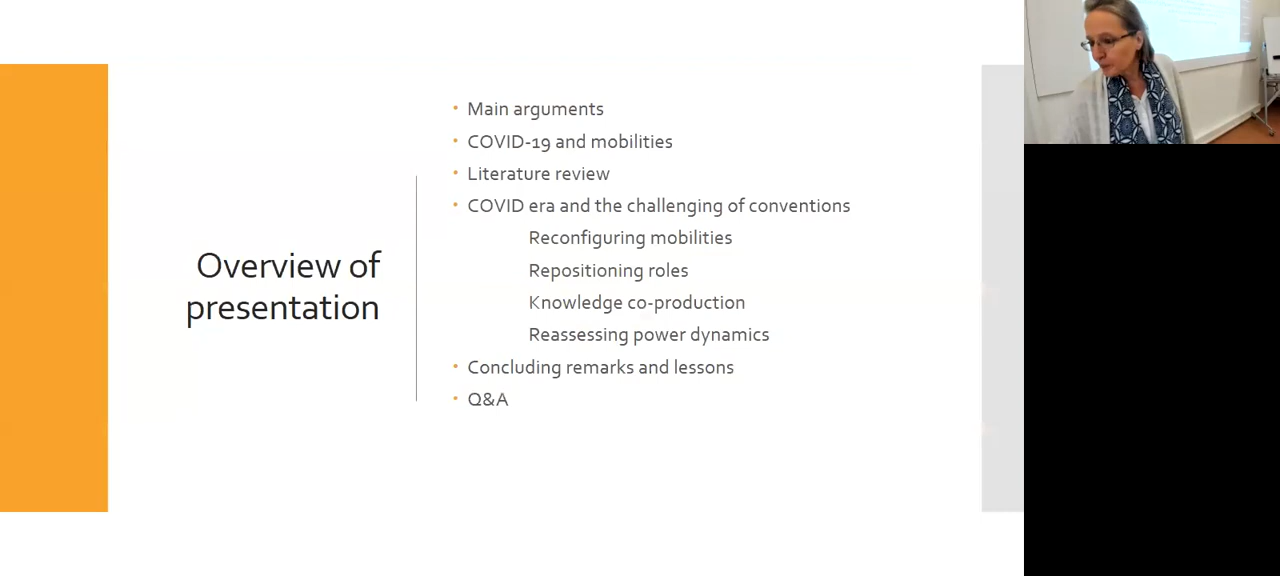 Overview of
presentation
Main arguments
COVID-19 and mobilities
Literature review
COVID era and the challenging of conventions
Reconfiguring mobilities
Repositioning roles
Knowledge co-production
Reassessing power dynamics
Concluding remarks and lessons
Q&A